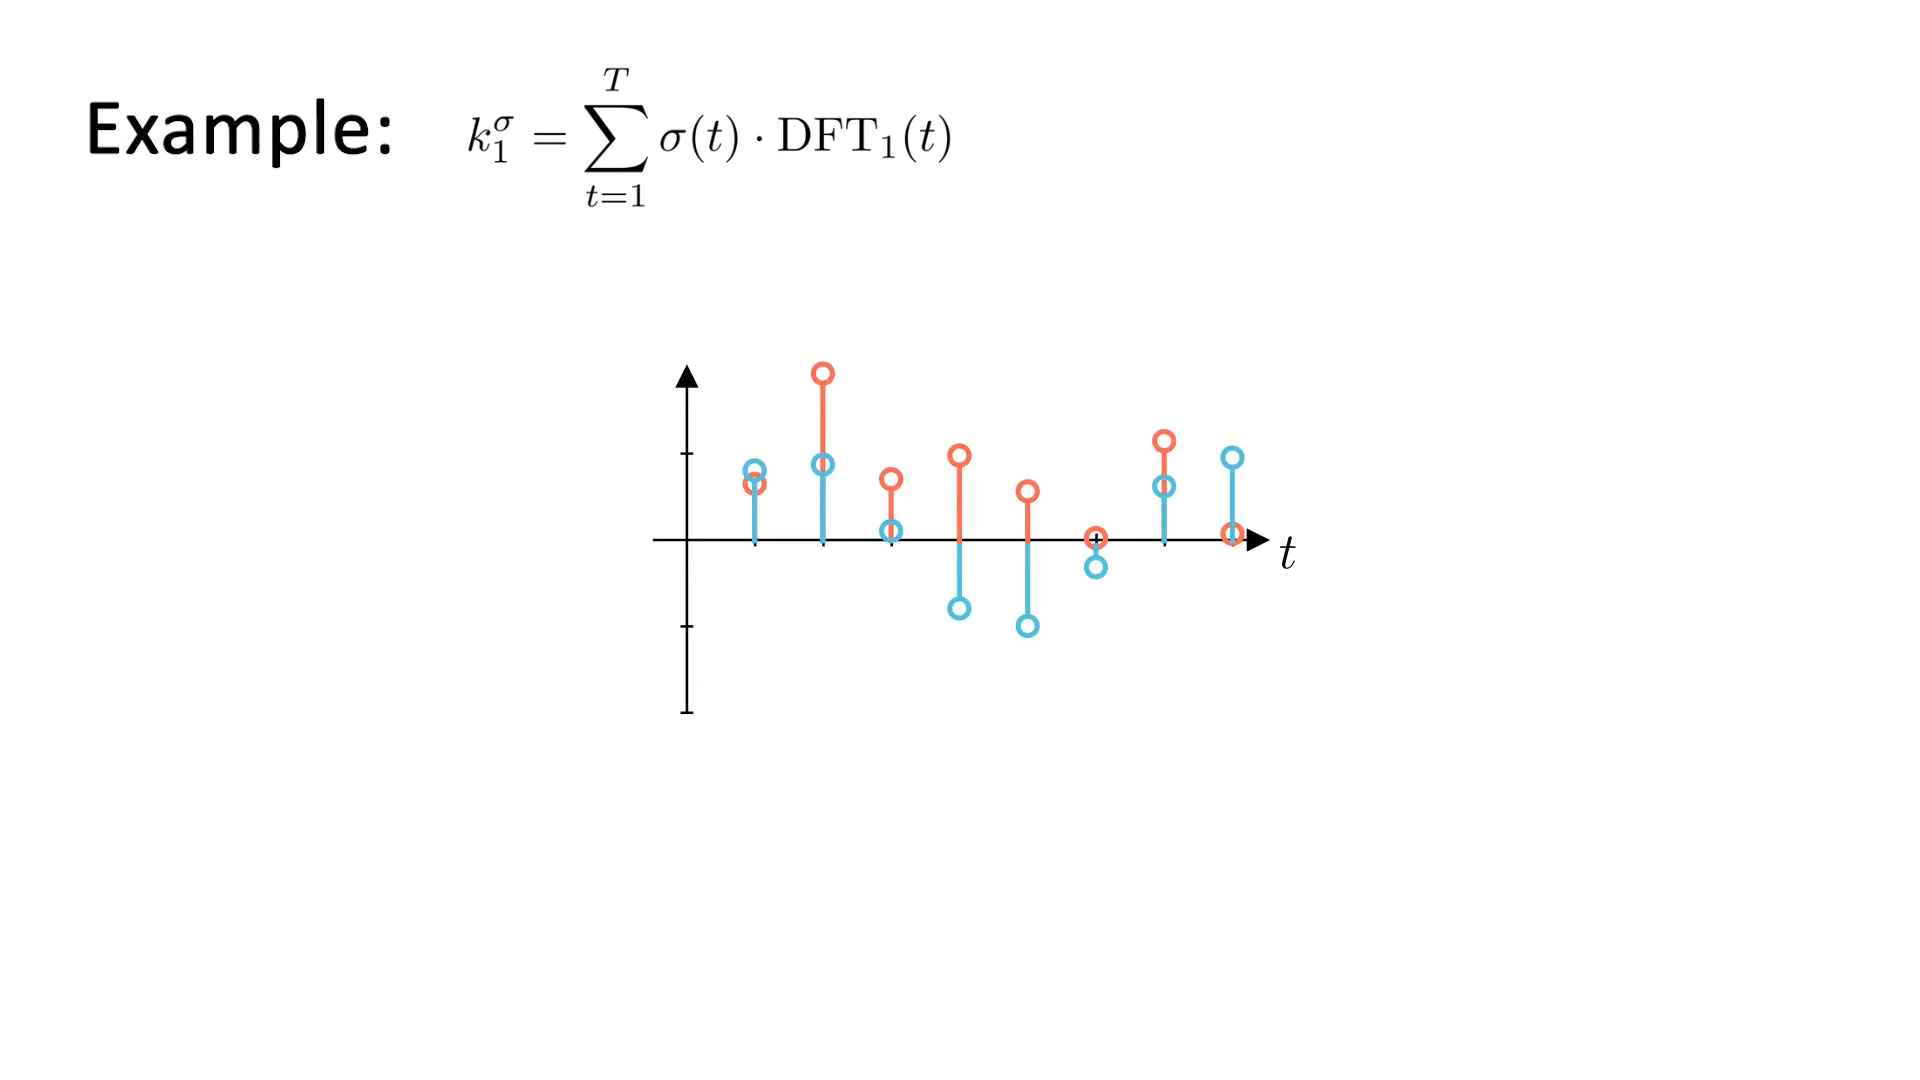 Example: $k_1^\sigma = \sum_{t=1}^{T} \sigma(t) \cdot \mathrm{DFT}_1(t)$
t